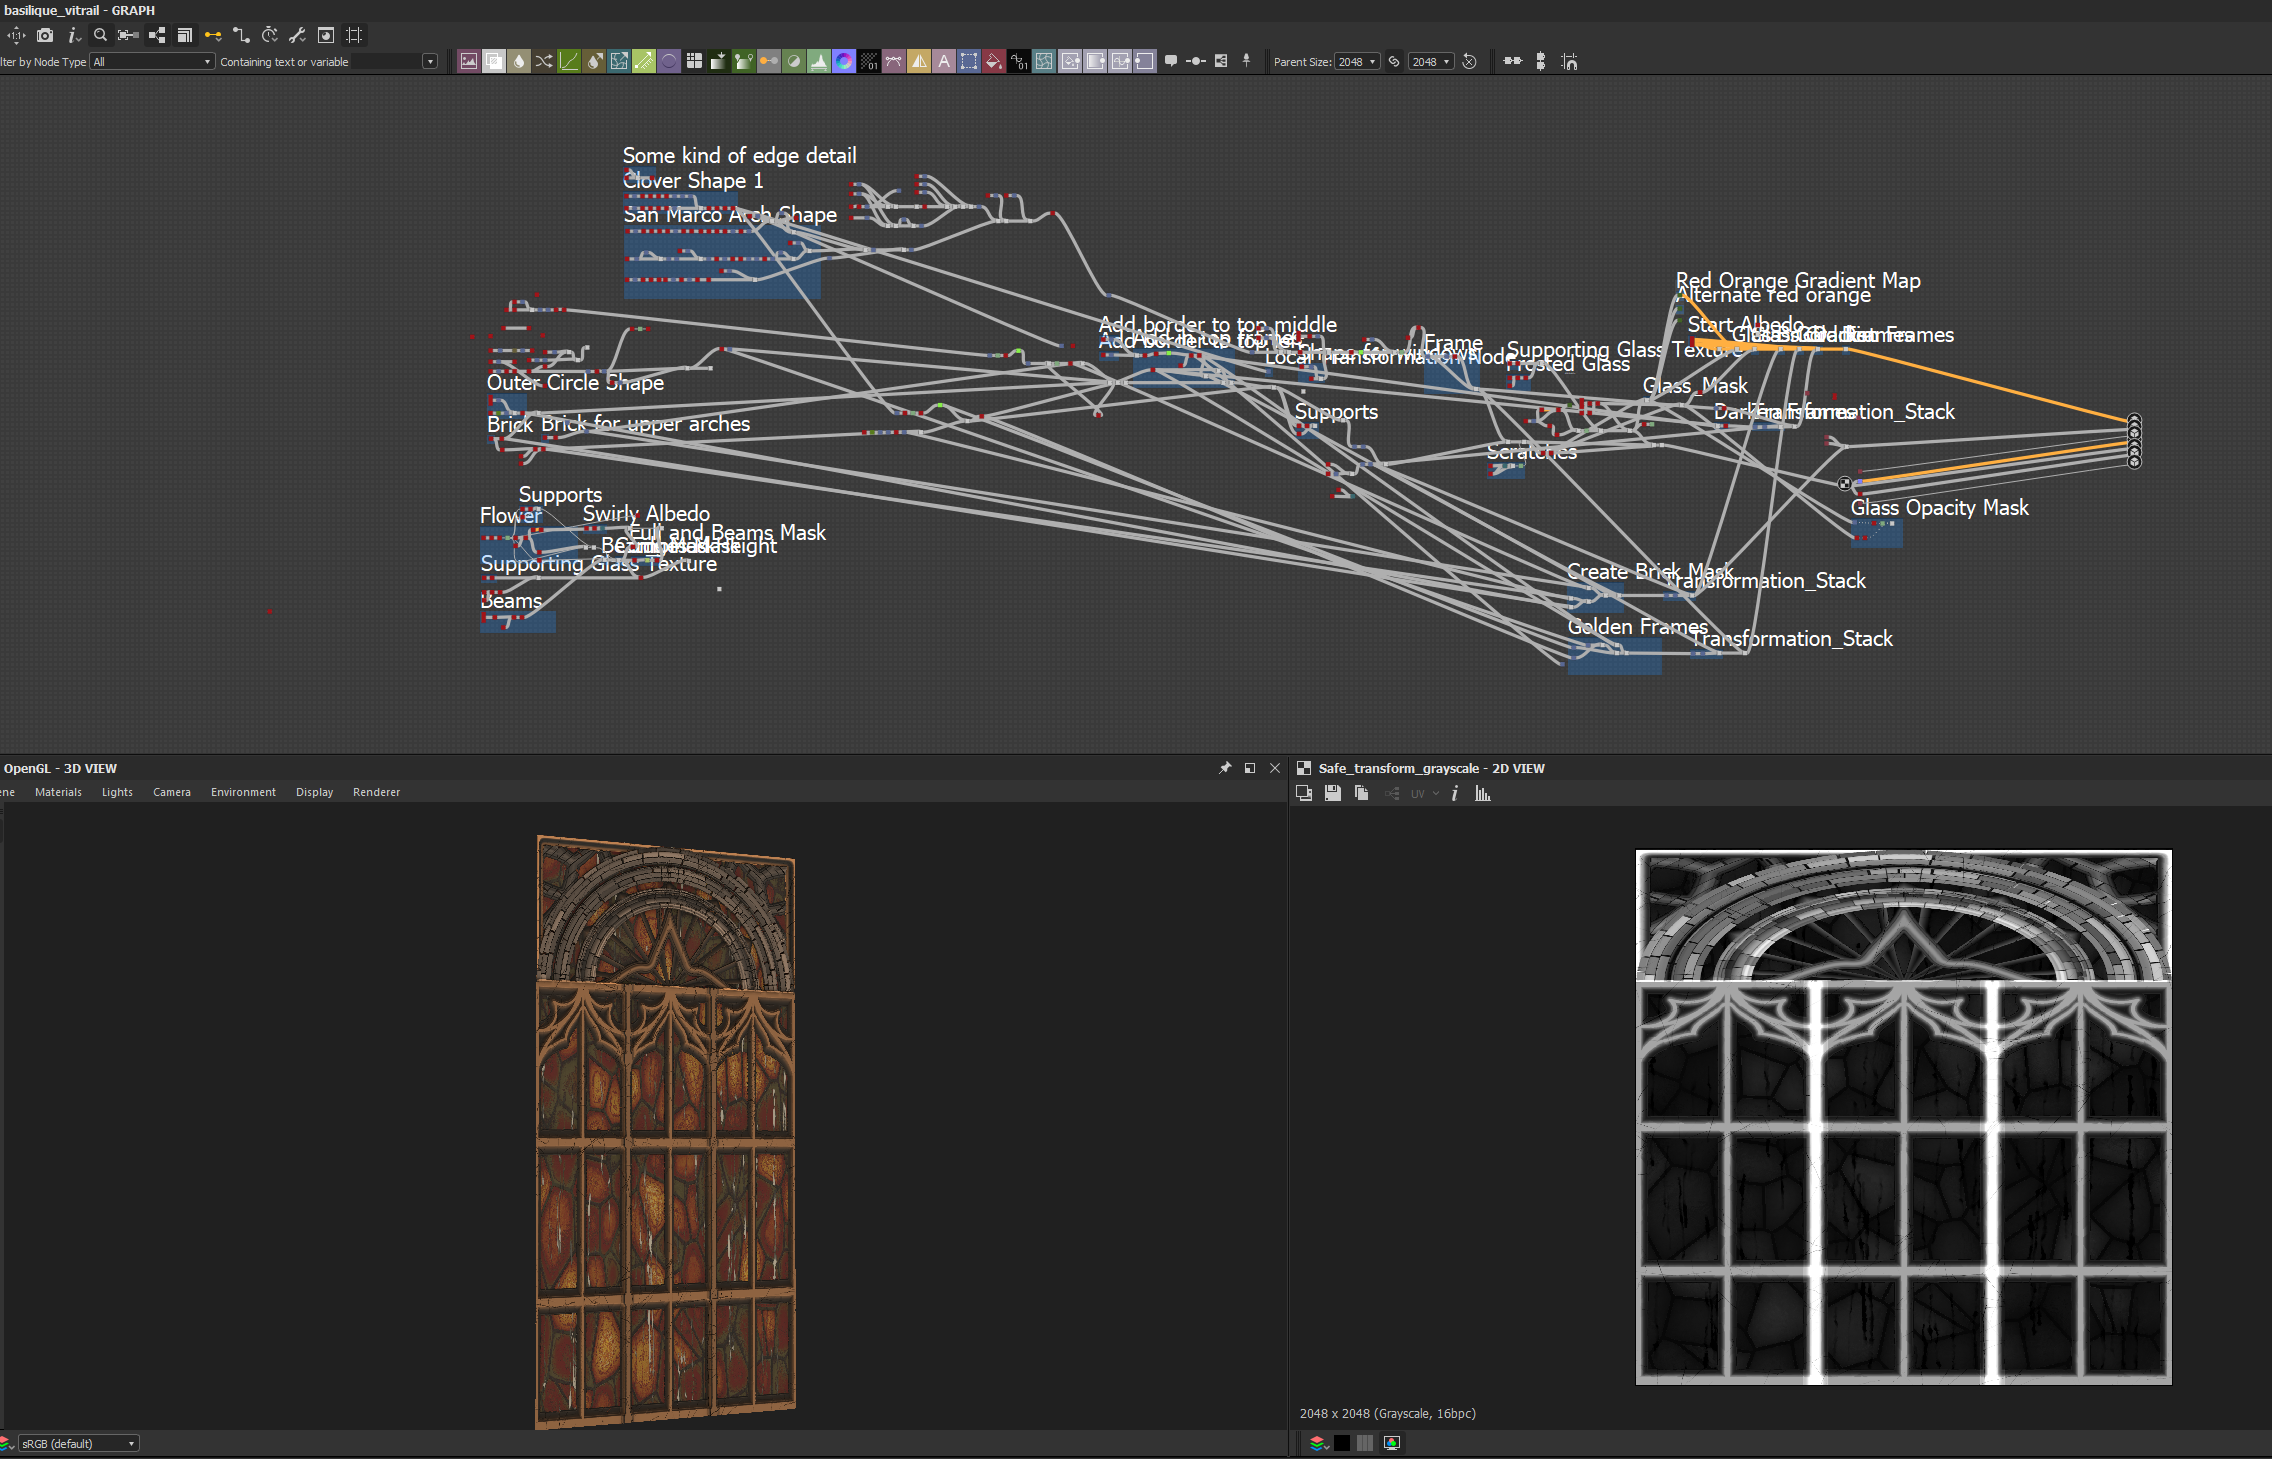 basilique_vitrail - GRAPH
lter by Node Type All Containing text or variable
Parent Size: 2048 2048
Some kind of edge detail
Clover Shape 1
San Marco Arch Shape
Red Orange Gradient Map
Alternate red orange
Start Albedo
Frames
Add border to top middle
Frame
Supporting Glass Texture
Local Transformation Node
Frosted Glass
Outer Circle Shape
Glass_Mask
Brick
Brick for upper arches
Supports
Transformation_Stack
Scratches
Supports
Flower
Swirly Albedo
Full and Beams Mask
Supporting Glass Texture
Beams
Glass Opacity Mask
Create Brick Mask
Transformation_Stack
Golden Frames
Transformation_Stack
OpenGL - 3D VIEW
ene Materials Lights Camera Environment Display Renderer
sRGB (default)
Safe_transform_grayscale - 2D VIEW
UV
2048 x 2048 (Grayscale, 16bpc)